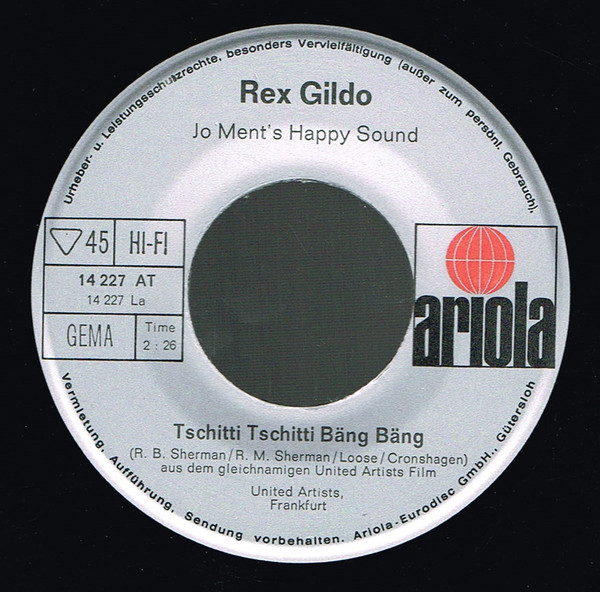 Urheber- u. Leistungsschutzrechte, besonders Vervielfältigung (außer zum persönl. Gebrauch),
Rex Gildo
Jo Ment's Happy Sound
45 HI-FI
14 227 AT
14 227 La
GEMA
Time
2 : 26
ariola
Tschitti Tschitti Bäng Bäng
(R. B. Sherman/R. M. Sherman/Loose/Cronshagen)
aus dem gleichnamigen United Artists Film
United Artists,
Frankfurt
Vermietung, Aufführung, Sendung vorbehalten. Ariola-Eurodisc GmbH., Gütersloh